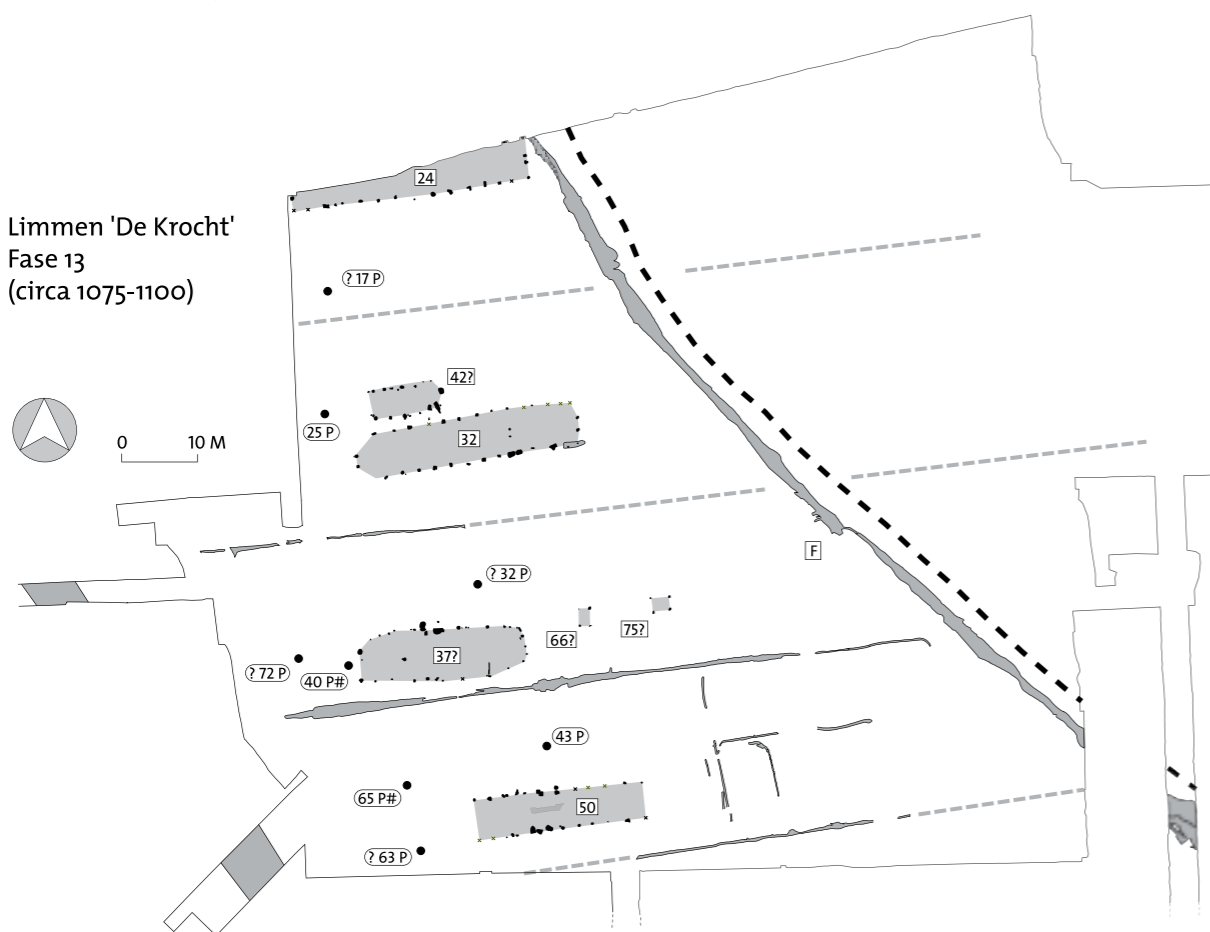 Limmen 'De Krocht'
Fase 13
(circa 1075-1100)
0 10 M
24
? 17 P
42?
25 P
32
F
? 32 P
66?
75?
37?
? 72 P
40 P#
43 P
65 P#
50
? 63 P